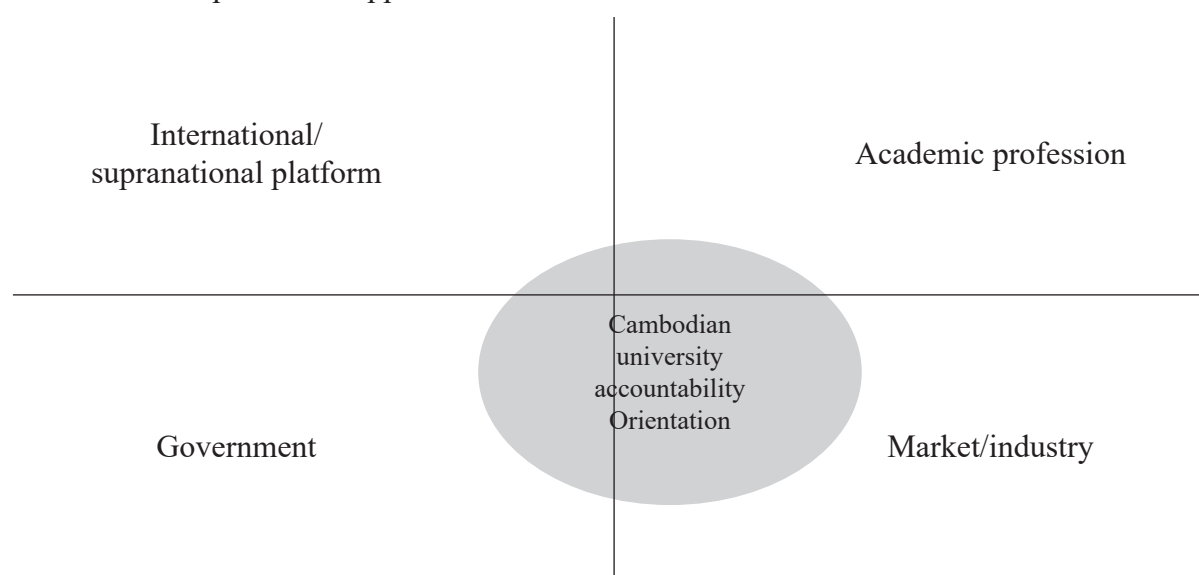 International/
supranational platform
Academic profession
Cambodian
university
accountability
Orientation
Government
Market/industry